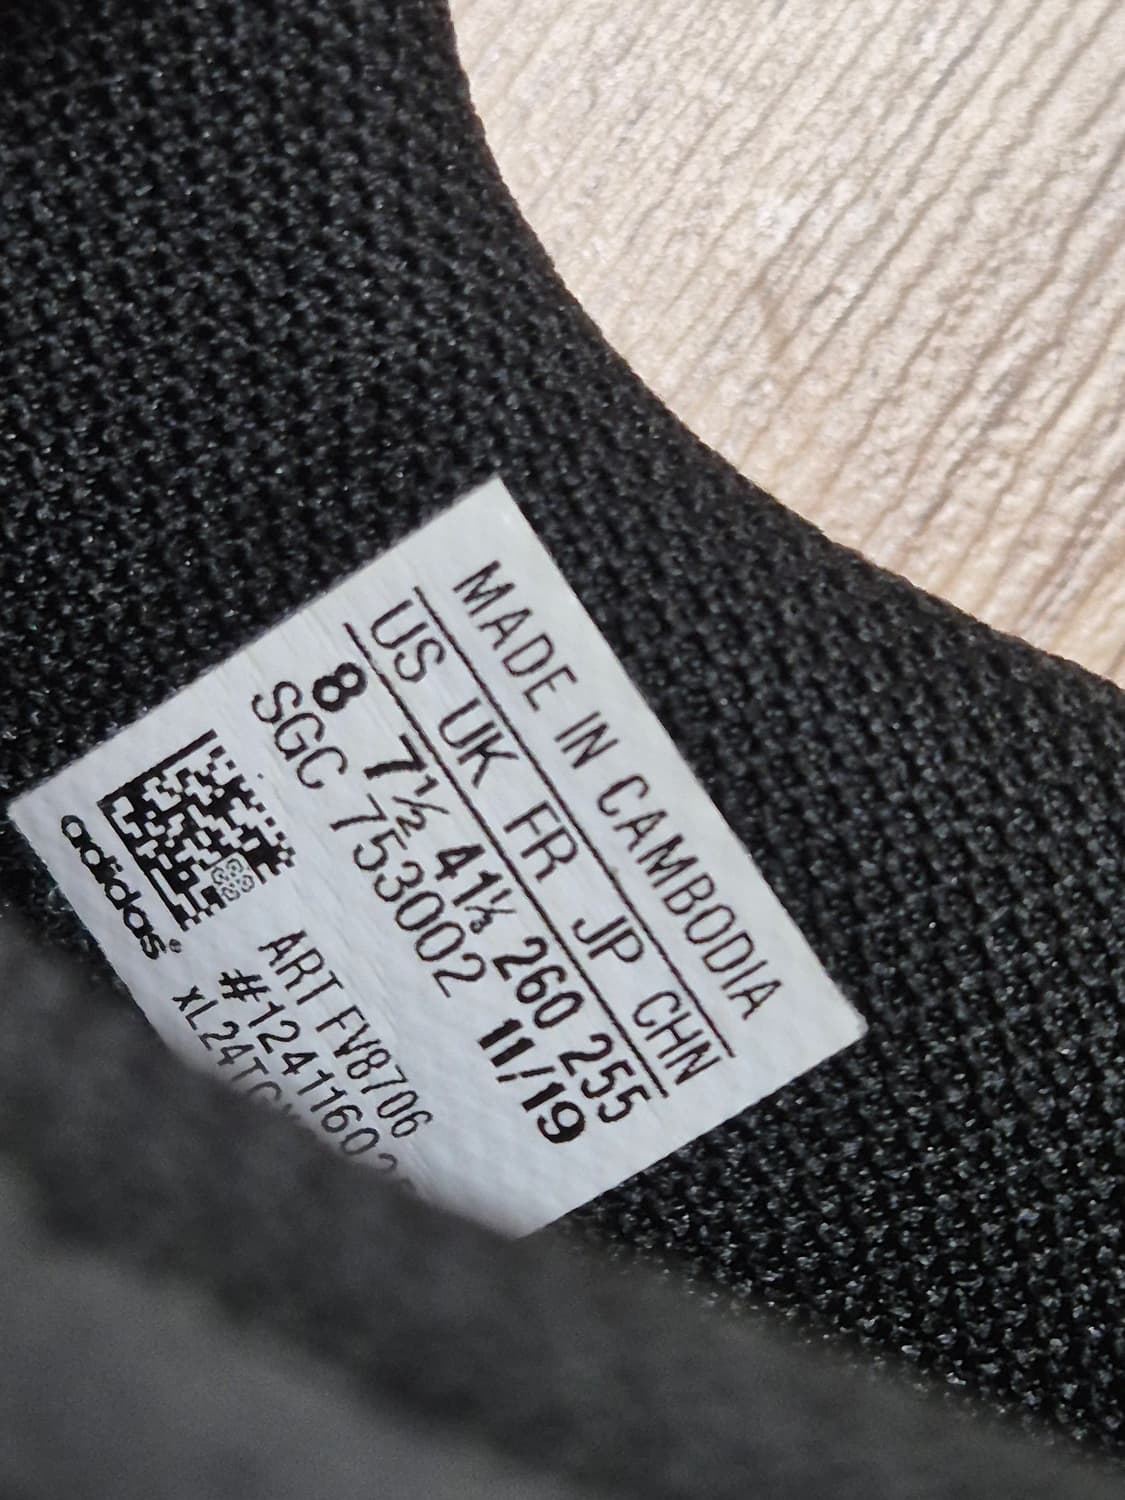 MADE IN CAMBODIA
US UK FR JP CHN
8 7½ 41⅓ 260 255
SGC 753002 11/19
adidas®
ART FV8706
#12411602